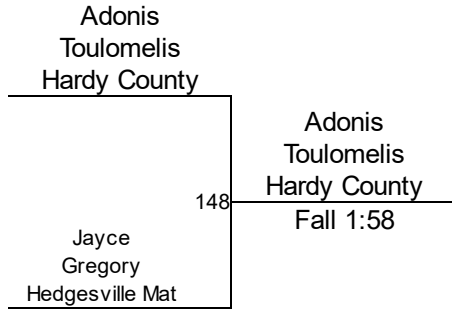 Adonis
Toulomelis
Hardy County
Adonis
Toulomelis
Hardy County
148
Fall 1:58
Jayce
Gregory
Hedgesville Mat